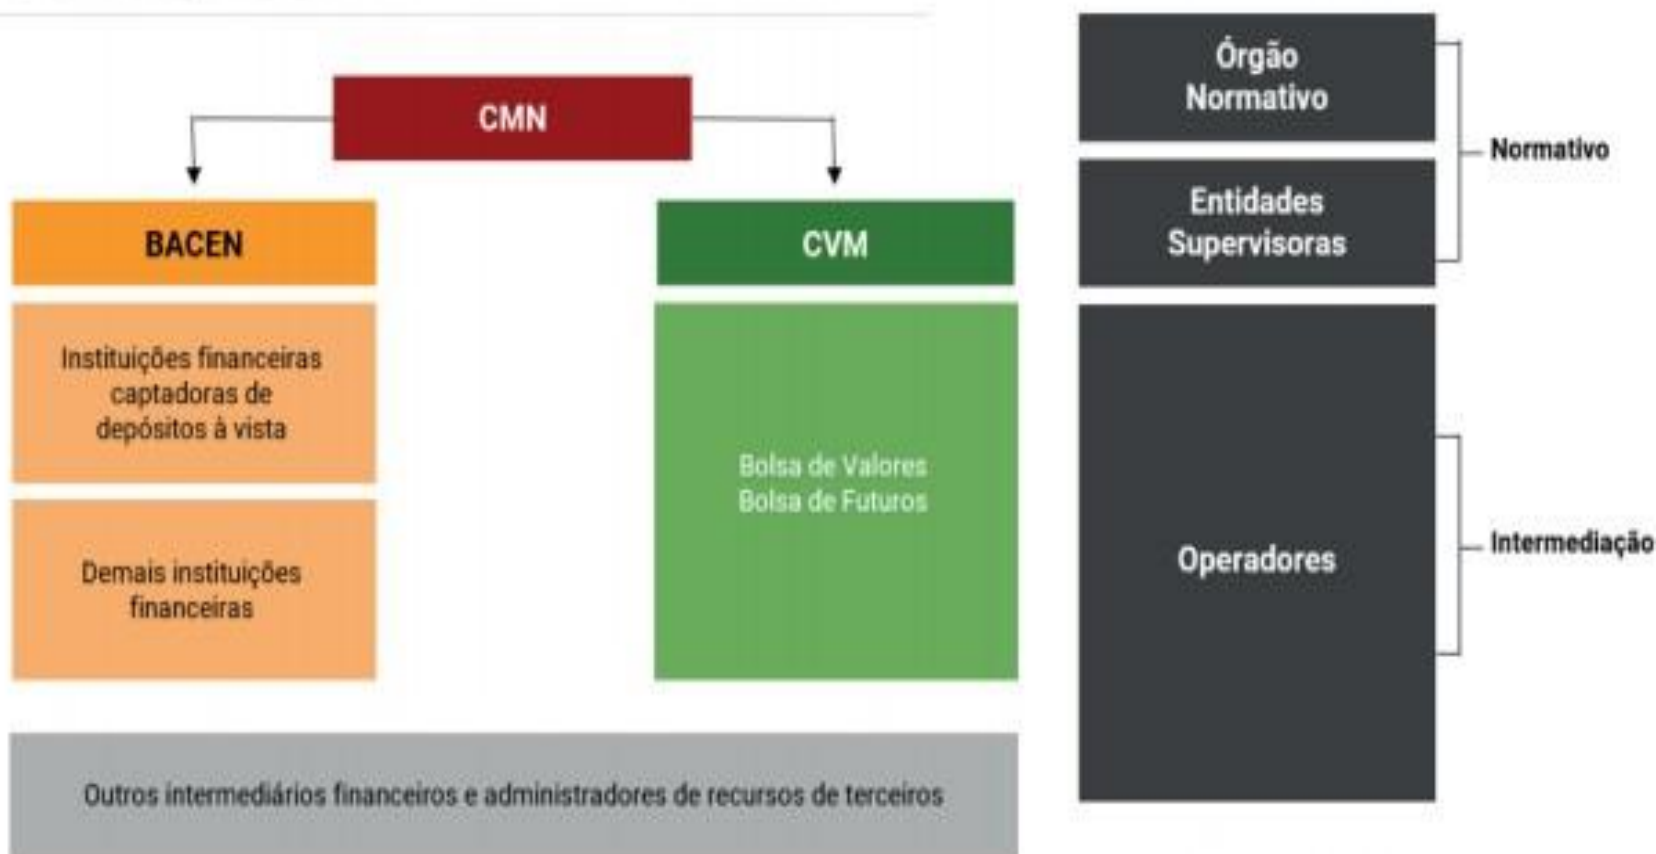 CMN
BACEN
CVM
Instituições financeiras
captadoras de
depósitos à vista
Demais instituições
financeiras
Bolsa de Valores
Bolsa de Futuros
Outros intermediários financeiros e administradores de recursos de terceiros
Órgão
Normativo
Entidades
Supervisoras
Normativo
Operadores
Intermediação